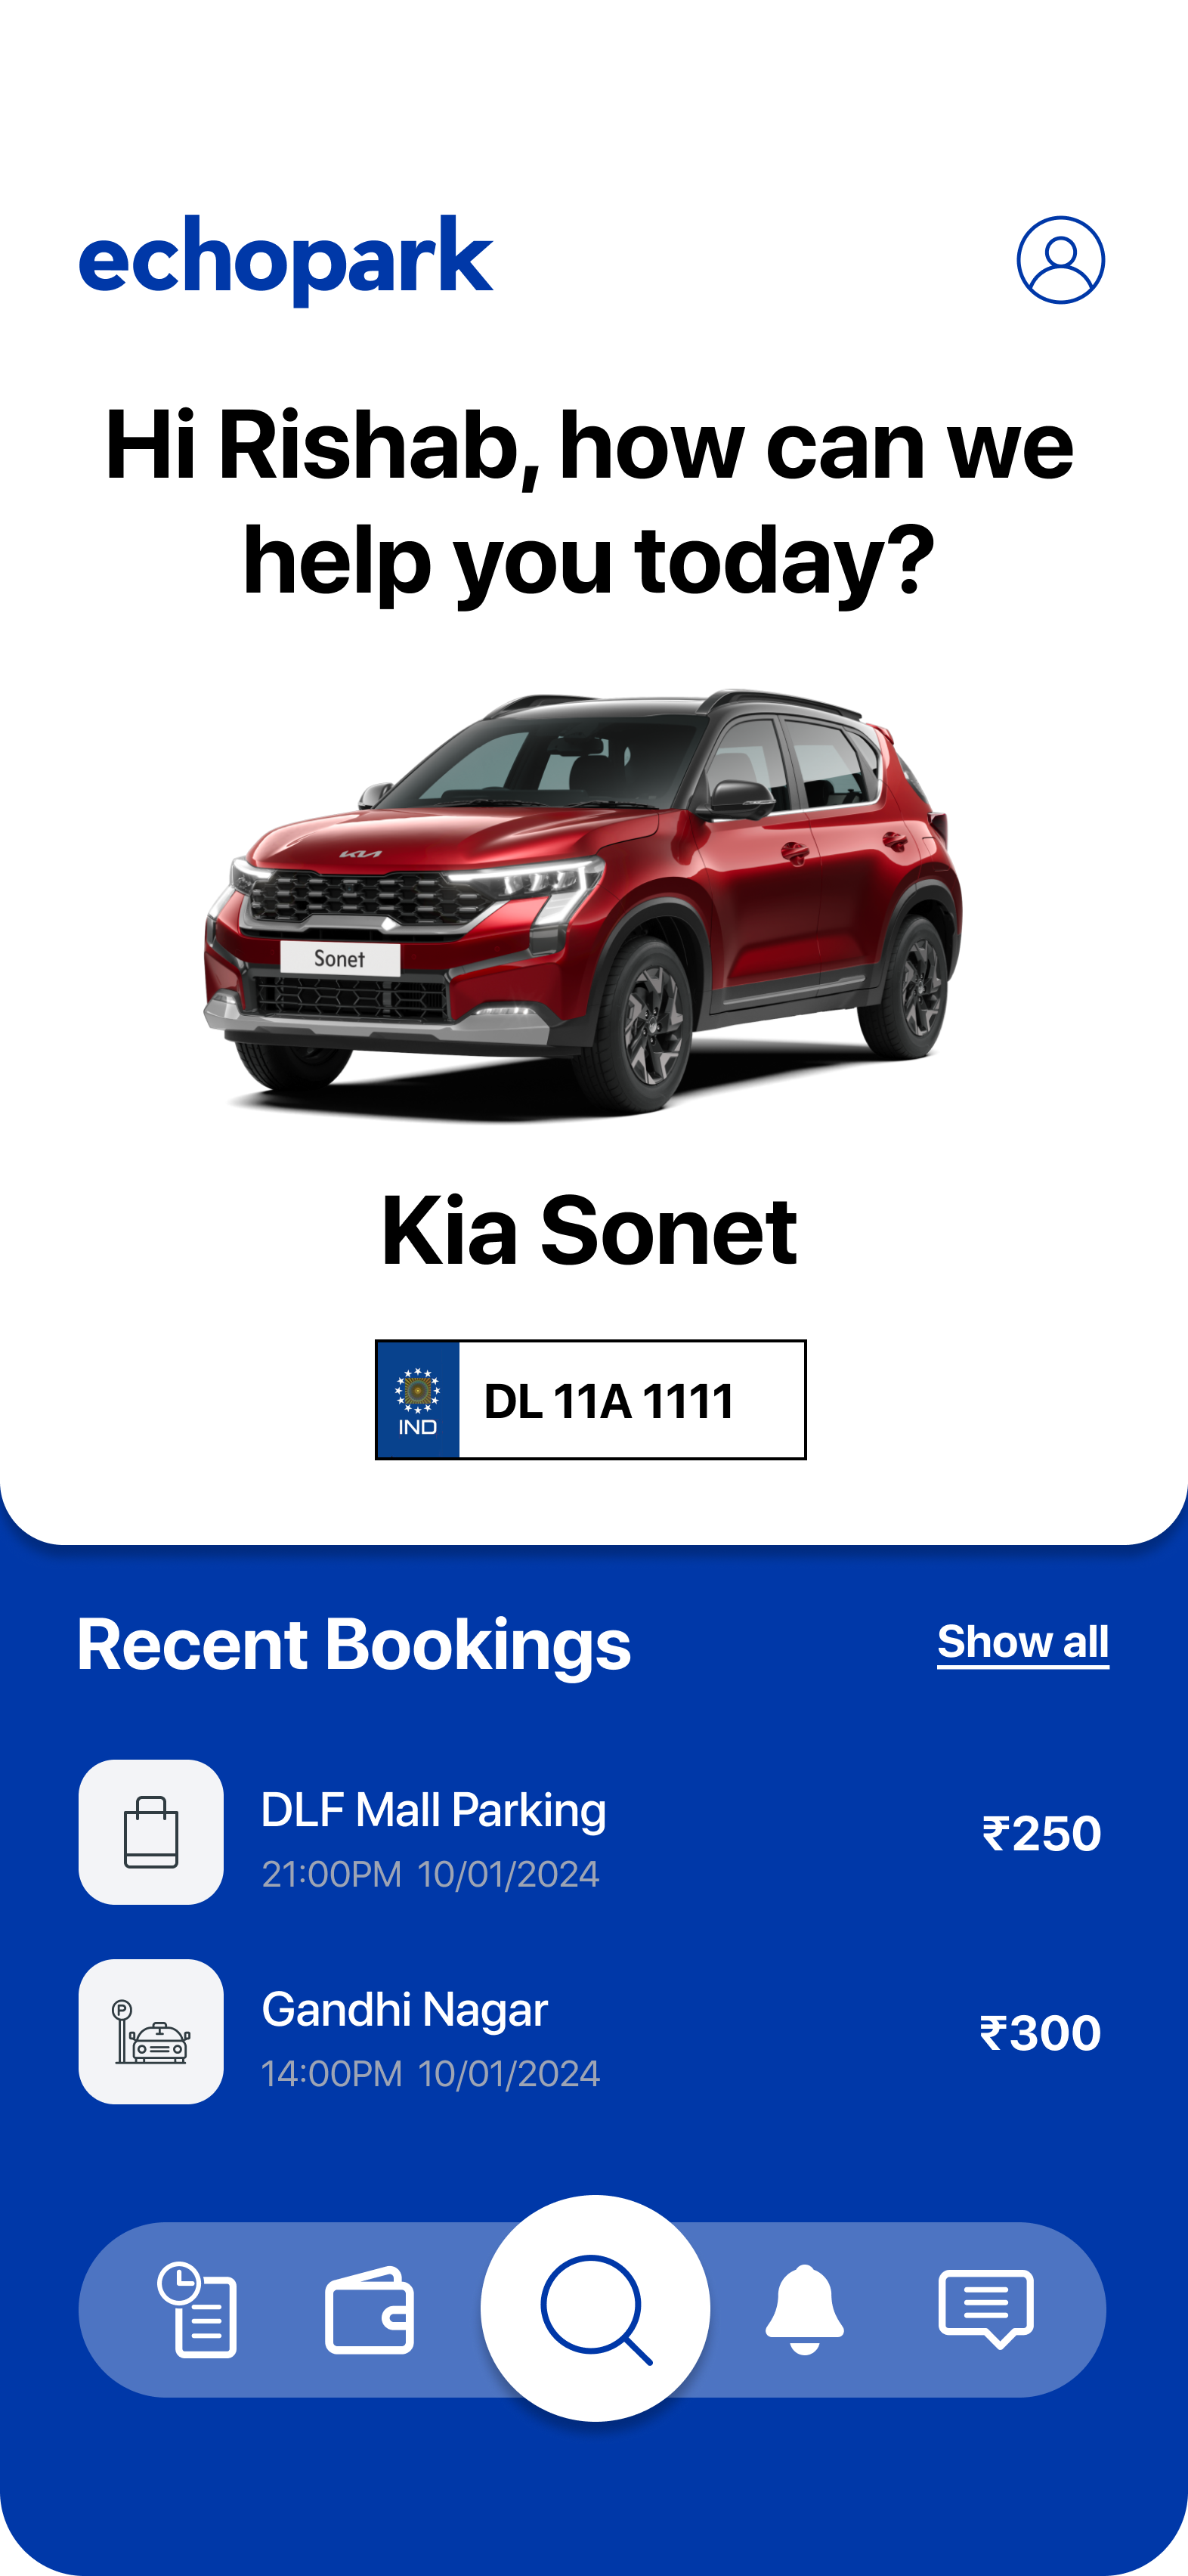 echopark
Hi Rishab, how can we
help you today?
KIA
Sonet
Kia Sonet
IND
DL 11A 1111
Recent Bookings
Show all
DLF Mall Parking
₹250
21:00PM 10/01/2024
P
Gandhi Nagar
₹300
14:00PM 10/01/2024